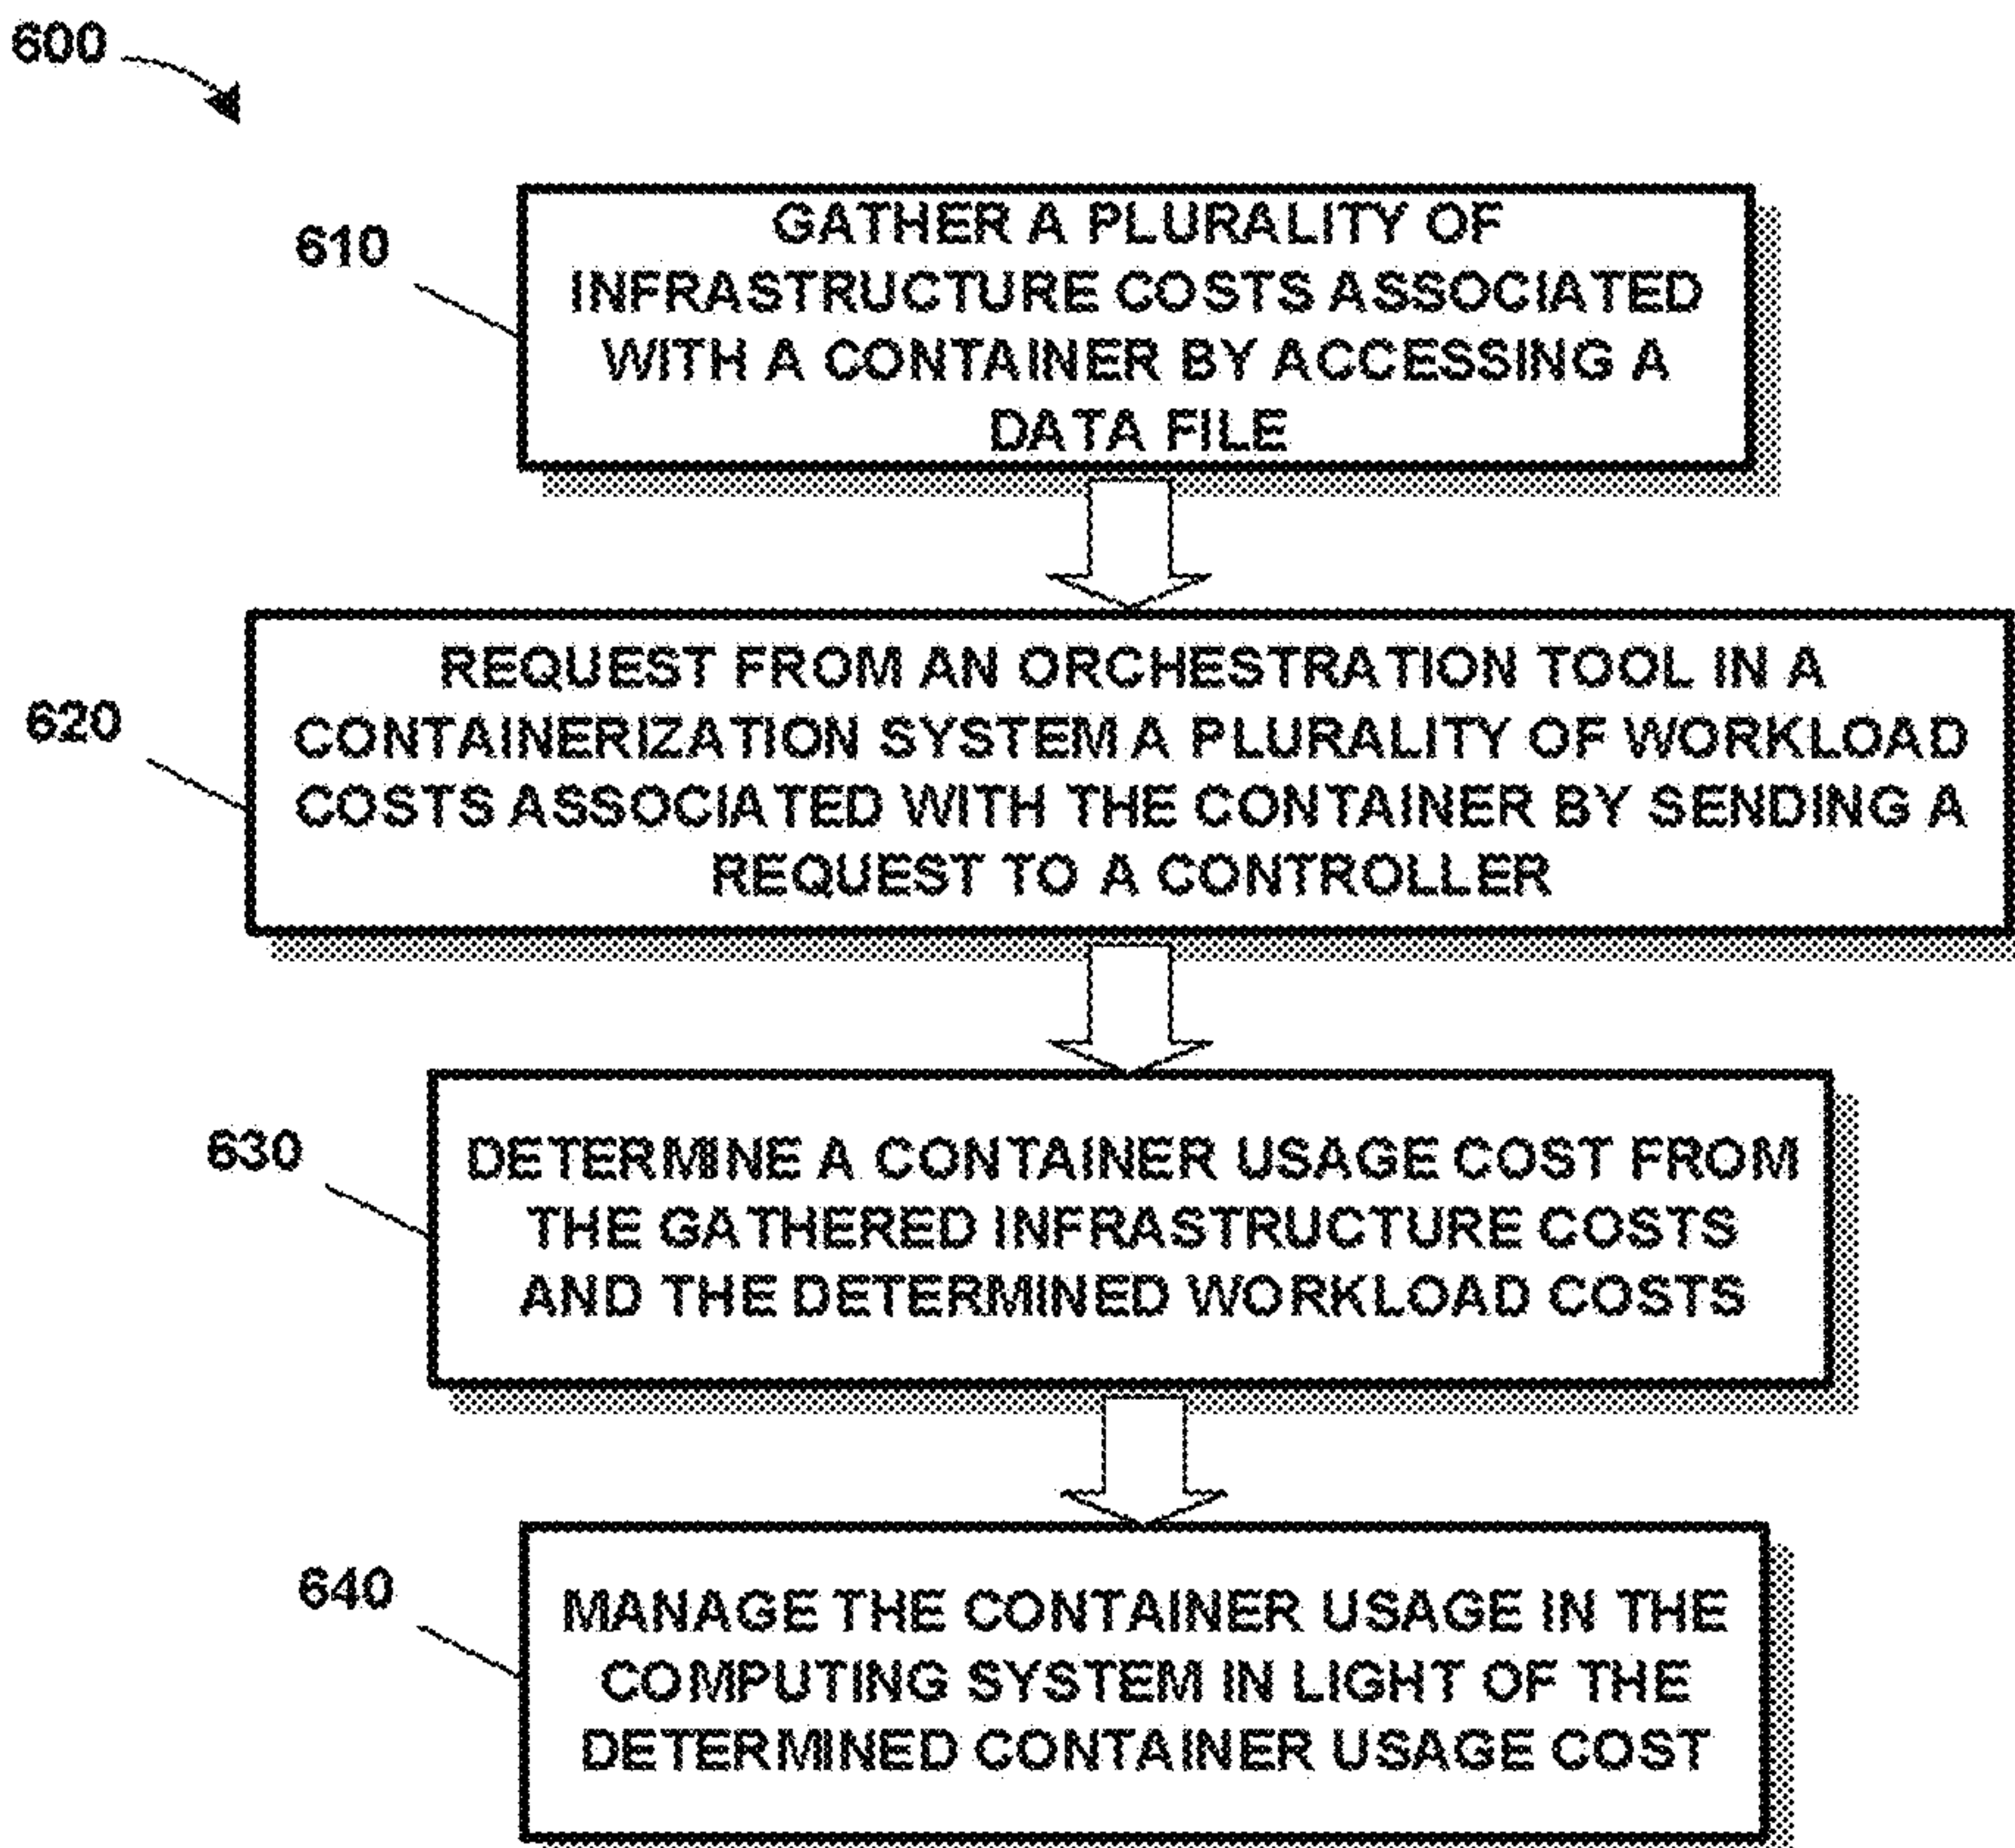 600
610
GATHER A PLURALITY OF
INFRASTRUCTURE COSTS ASSOCIATED
WITH A CONTAINER BY ACCESSING A
DATA FILE
620
REQUEST FROM AN ORCHESTRATION TOOL IN A
CONTAINERIZATION SYSTEM A PLURALITY OF WORKLOAD
COSTS ASSOCIATED WITH THE CONTAINER BY SENDING A
REQUEST TO A CONTROLLER
630
DETERMINE A CONTAINER USAGE COST FROM
THE GATHERED INFRASTRUCTURE COSTS
AND THE DETERMINED WORKLOAD COSTS
640
MANAGE THE CONTAINER USAGE IN THE
COMPUTING SYSTEM IN LIGHT OF THE
DETERMINED CONTAINER USAGE COST